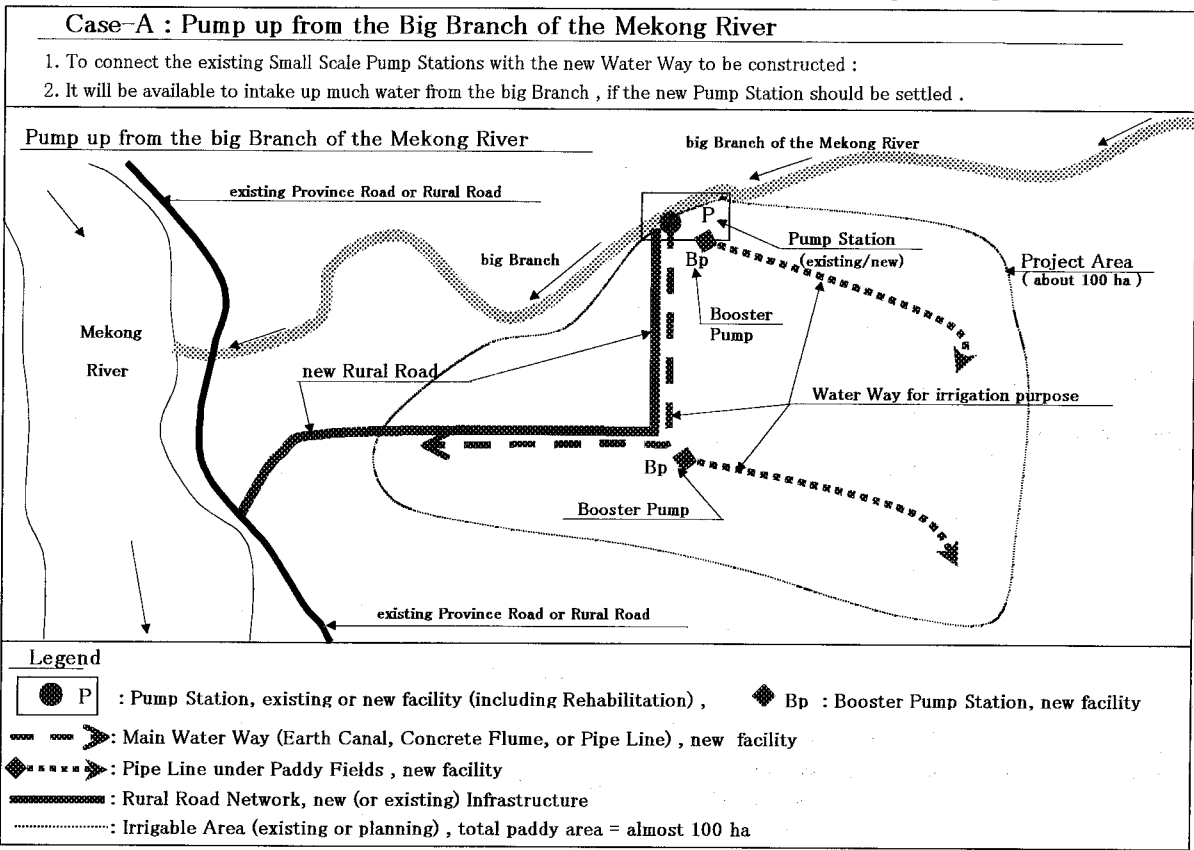 Case-A : Pump up from the Big Branch of the Mekong River
1. To connect the existing Small Scale Pump Stations with the new Water Way to be constructed :
2. It will be available to intake up much water from the big Branch , if the new Pump Station should be settled .
Pump up from the big Branch of the Mekong River
big Branch of the Mekong River
existing Province Road or Rural Road
P
Pump Station
(existing/new)
Bp
big Branch
Project Area
( about 100 ha )
Booster
Pump
Mekong
River
new Rural Road
Water Way for irrigation purpose
Bp
Booster Pump
existing Province Road or Rural Road
Legend
P : Pump Station, existing or new facility (including Rehabilitation) , Bp : Booster Pump Station, new facility
: Main Water Way (Earth Canal, Concrete Flume, or Pipe Line) , new facility
: Pipe Line under Paddy Fields , new facility
: Rural Road Network, new (or existing) Infrastructure
: Irrigable Area (existing or planning) , total paddy area = almost 100 ha